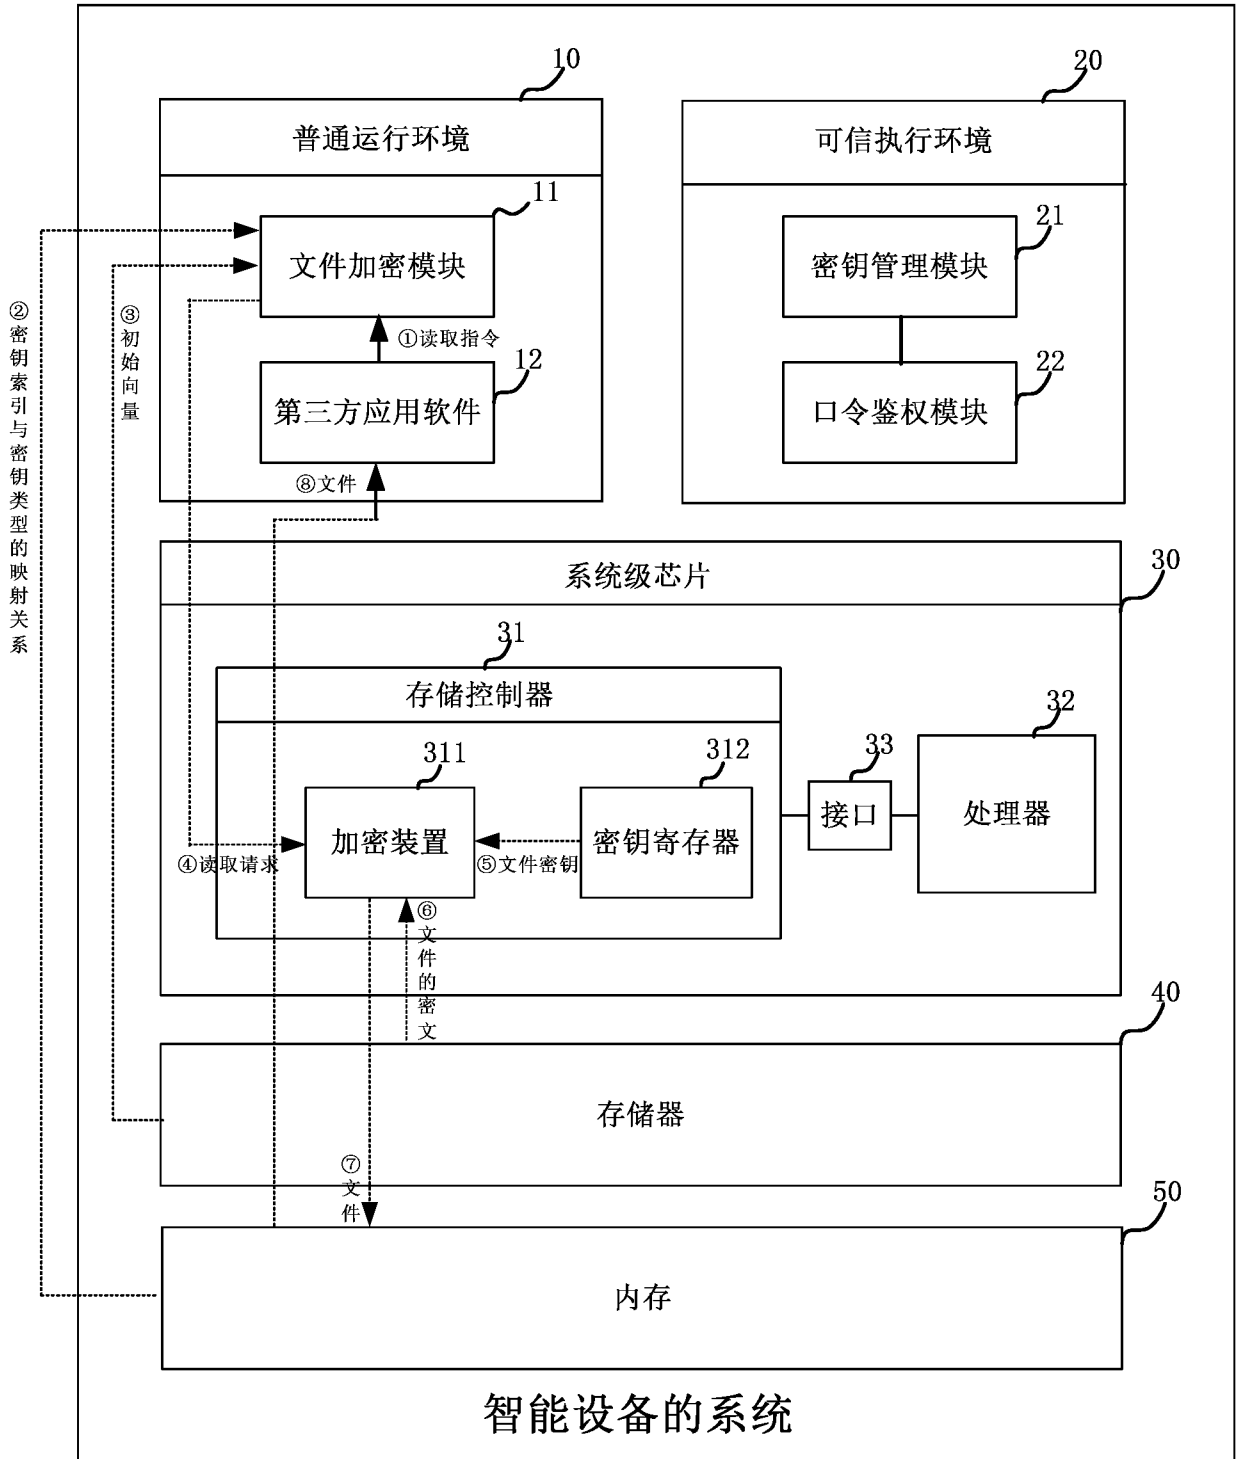 10
20
普通运行环境
可信执行环境
11
21
文件加密模块
密钥管理模块
①读取指令
12
22
第三方应用软件
口令鉴权模块
⑧文件
②密钥索引与密钥类型的映射关系
③初始向量
系统级芯片
30
31
存储控制器
32
311
312
33
加密装置
密钥寄存器
接口
处理器
④读取请求
⑤文件密钥
⑥文件的密文
40
存储器
⑦文件
50
内存
智能设备的系统